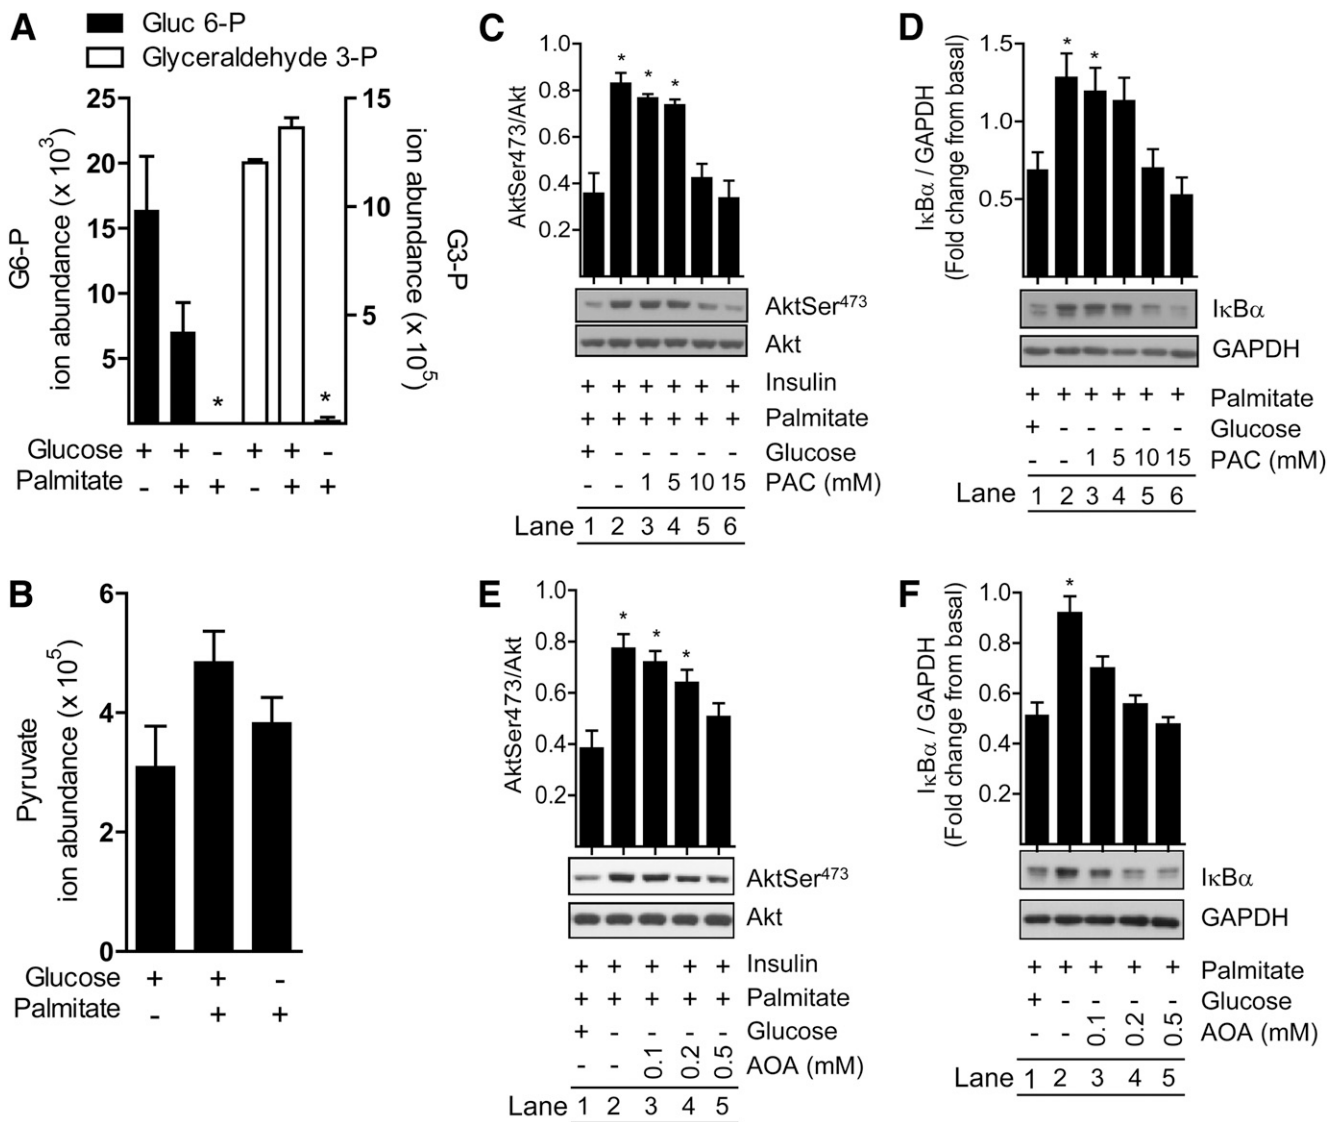 A
Gluc 6-P
Glyceraldehyde 3-P
G6-P
ion abundance (x 10³)
25
20
15
10
5
15
10
5
G3-P
ion abundance (x 10⁵)
*
*
Glucose + + - + + -
Palmitate - + + - + +
B
Pyruvate
ion abundance (x 10⁵)
6
4
2
0
Glucose + + -
Palmitate - + +
C
AktSer473/Akt
1.0
0.8
0.6
0.4
0.2
* * *
AktSer⁴⁷³
Akt
+ + + + + + Insulin
+ + + + + + Palmitate
+ - - - - - Glucose
- - 1 5 10 15 PAC (mM)
Lane 1 2 3 4 5 6
D
IκBα / GAPDH
(Fold change from basal)
1.5
1.0
0.5
* *
IκBα
GAPDH
+ + + + + + Palmitate
+ - - - - - Glucose
- - 1 5 10 15 PAC (mM)
Lane 1 2 3 4 5 6
E
AktSer473/Akt
1.0
0.8
0.6
0.4
0.2
* * *
AktSer⁴⁷³
Akt
+ + + + + Insulin
+ + + + + Palmitate
+ - - - - Glucose
- - 0.1 0.2 0.5 AOA (mM)
Lane 1 2 3 4 5
F
IκBα / GAPDH
(Fold change from basal)
1.0
0.8
0.6
0.4
0.2
*
IκBα
GAPDH
+ + + + + Palmitate
+ - - - - Glucose
- - 0.1 0.2 0.5 AOA (mM)
Lane 1 2 3 4 5